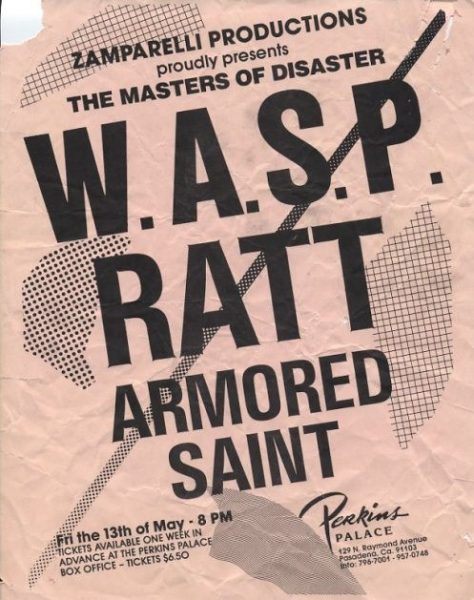 ZAMPARELLI PRODUCTIONS
proudly presents
THE MASTERS OF DISASTER
W.A.S.P.
RATT
ARMORED
SAINT
Fri the 13th of May - 8 PM
TICKETS AVAILABLE ONE WEEK IN
ADVANCE AT THE PERKINS PALACE
BOX OFFICE - TICKETS $6.50
Perkins
PALACE
129 N. Raymond Avenue
Pasadena, Ca. 91103
Info: 796-7001 - 957-0748